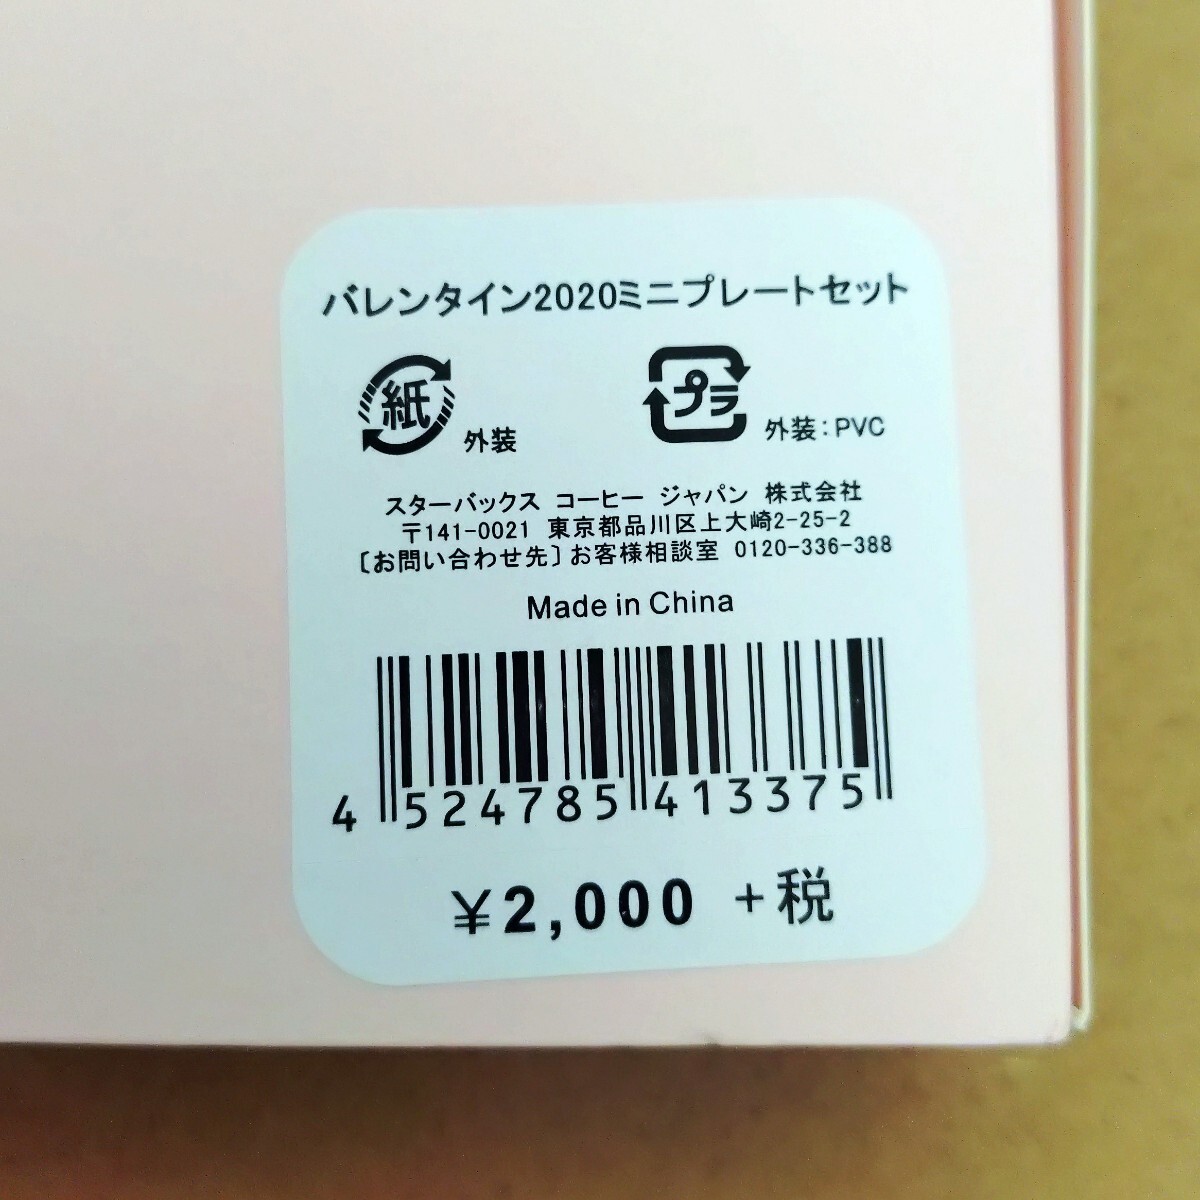 バレンタイン2020ミニプレートセット
紙 外装
プラ 外装:PVC
スターバックス コーヒー ジャパン 株式会社
〒141-0021 東京都品川区上大崎2-25-2
〔お問い合わせ先〕お客様相談室 0120-336-388
Made in China
4 524785 413375
¥2,000 +税